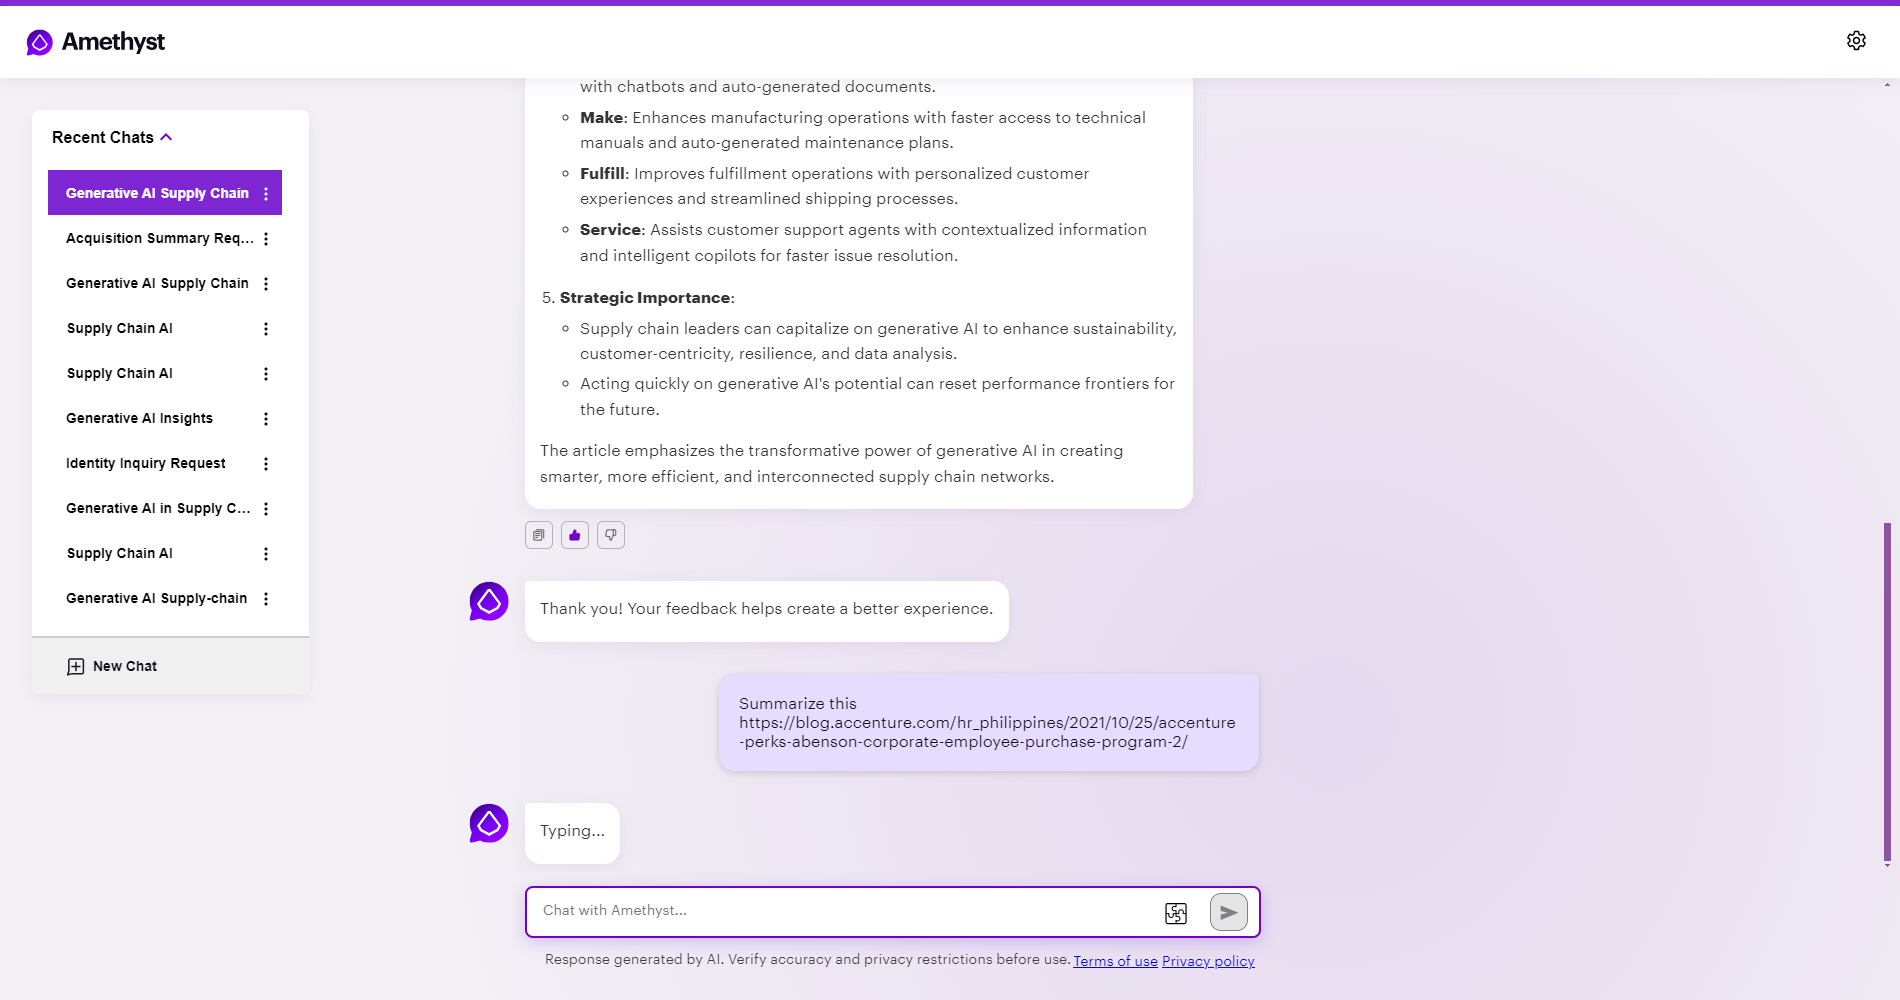 Amethyst
Recent Chats
Generative AI Supply Chain
Acquisition Summary Req...
Generative AI Supply Chain
Supply Chain AI
Supply Chain AI
Generative AI Insights
Identity Inquiry Request
Generative AI in Supply C...
Supply Chain AI
Generative AI Supply-chain
New Chat
with chatbots and auto-generated documents.
Make: Enhances manufacturing operations with faster access to technical
manuals and auto-generated maintenance plans.
Fulfill: Improves fulfillment operations with personalized customer
experiences and streamlined shipping processes.
Service: Assists customer support agents with contextualized information
and intelligent copilots for faster issue resolution.
5. Strategic Importance:
Supply chain leaders can capitalize on generative AI to enhance sustainability,
customer-centricity, resilience, and data analysis.
Acting quickly on generative AI's potential can reset performance frontiers for
the future.
The article emphasizes the transformative power of generative AI in creating
smarter, more efficient, and interconnected supply chain networks.
Thank you! Your feedback helps create a better experience.
Summarize this
https://blog.accenture.com/hr_philippines/2021/10/25/accenture
-perks-abenson-corporate-employee-purchase-program-2/
Typing...
Chat with Amethyst...
Response generated by AI. Verify accuracy and privacy restrictions before use. Terms of use Privacy policy